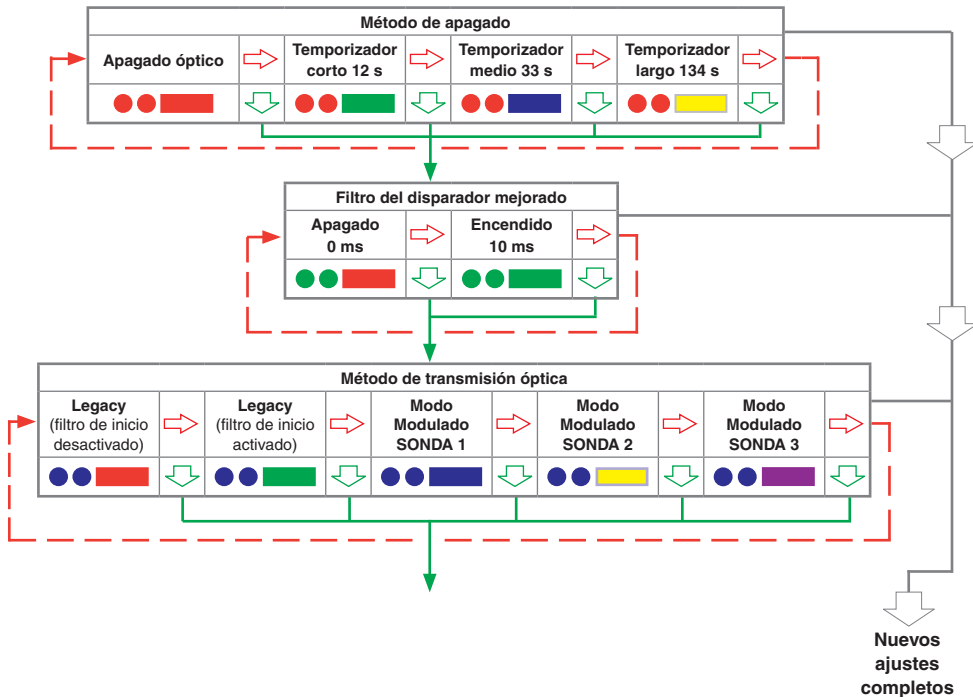 Método de apagado
Apagado óptico
Temporizador
corto 12 s
Temporizador
medio 33 s
Temporizador
largo 134 s
Filtro del disparador mejorado
Apagado
0 ms
Encendido
10 ms
Método de transmisión óptica
Legacy
(filtro de inicio
desactivado)
Legacy
(filtro de inicio
activado)
Modo
Modulado
SONDA 1
Modo
Modulado
SONDA 2
Modo
Modulado
SONDA 3
Nuevos
ajustes
completos